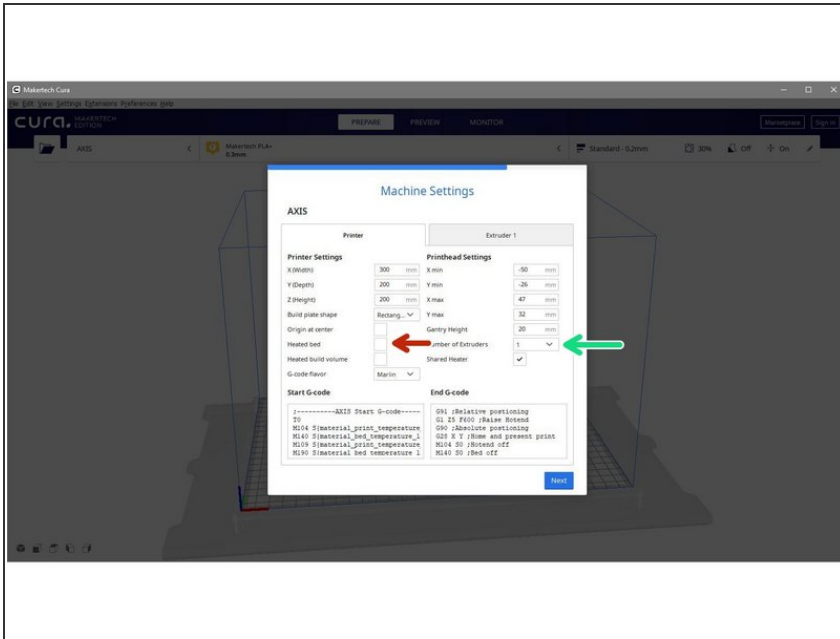 Makertech Cura
File Edit View Settings Extensions Preferences Help
cura. MAKERTECH EDITION
PREPARE PREVIEW MONITOR
Marketplace Sign in
AXIS
Makertech PLA+
0.3mm
Standard - 0.2mm 30% Off On
Machine Settings
AXIS
Printer Extruder 1
Printer Settings Printhead Settings
X (Width) 300 mm X min -50 mm
Y (Depth) 200 mm Y min -26 mm
Z (Height) 200 mm X max 47 mm
Build plate shape Rectang... Y max 32 mm
Origin at center Gantry Height 20 mm
Heated bed umber of Extruders 1
Heated build volume Shared Heater
G-code flavor Marlin
Start G-code End G-code
;----------AXIS Start G-code----- G91 ;Relative postioning
T0 G1 Z5 F600 ;Raise Hotend
M104 S{material_print_temperature G90 ;Absolute postioning
M140 S{material_bed_temperature_l G28 X Y ;Home and present print
M109 S{material_print_temperature M104 S0 ;Hotend off
M190 S{material_bed_temperature_l M140 S0 ;Bed off
Next